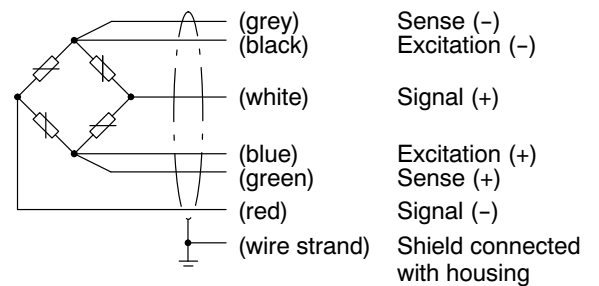 (grey) Sense (–)
(black) Excitation (–)
(white) Signal (+)
(blue) Excitation (+)
(green) Sense (+)
(red) Signal (–)
(wire strand) Shield connected
with housing